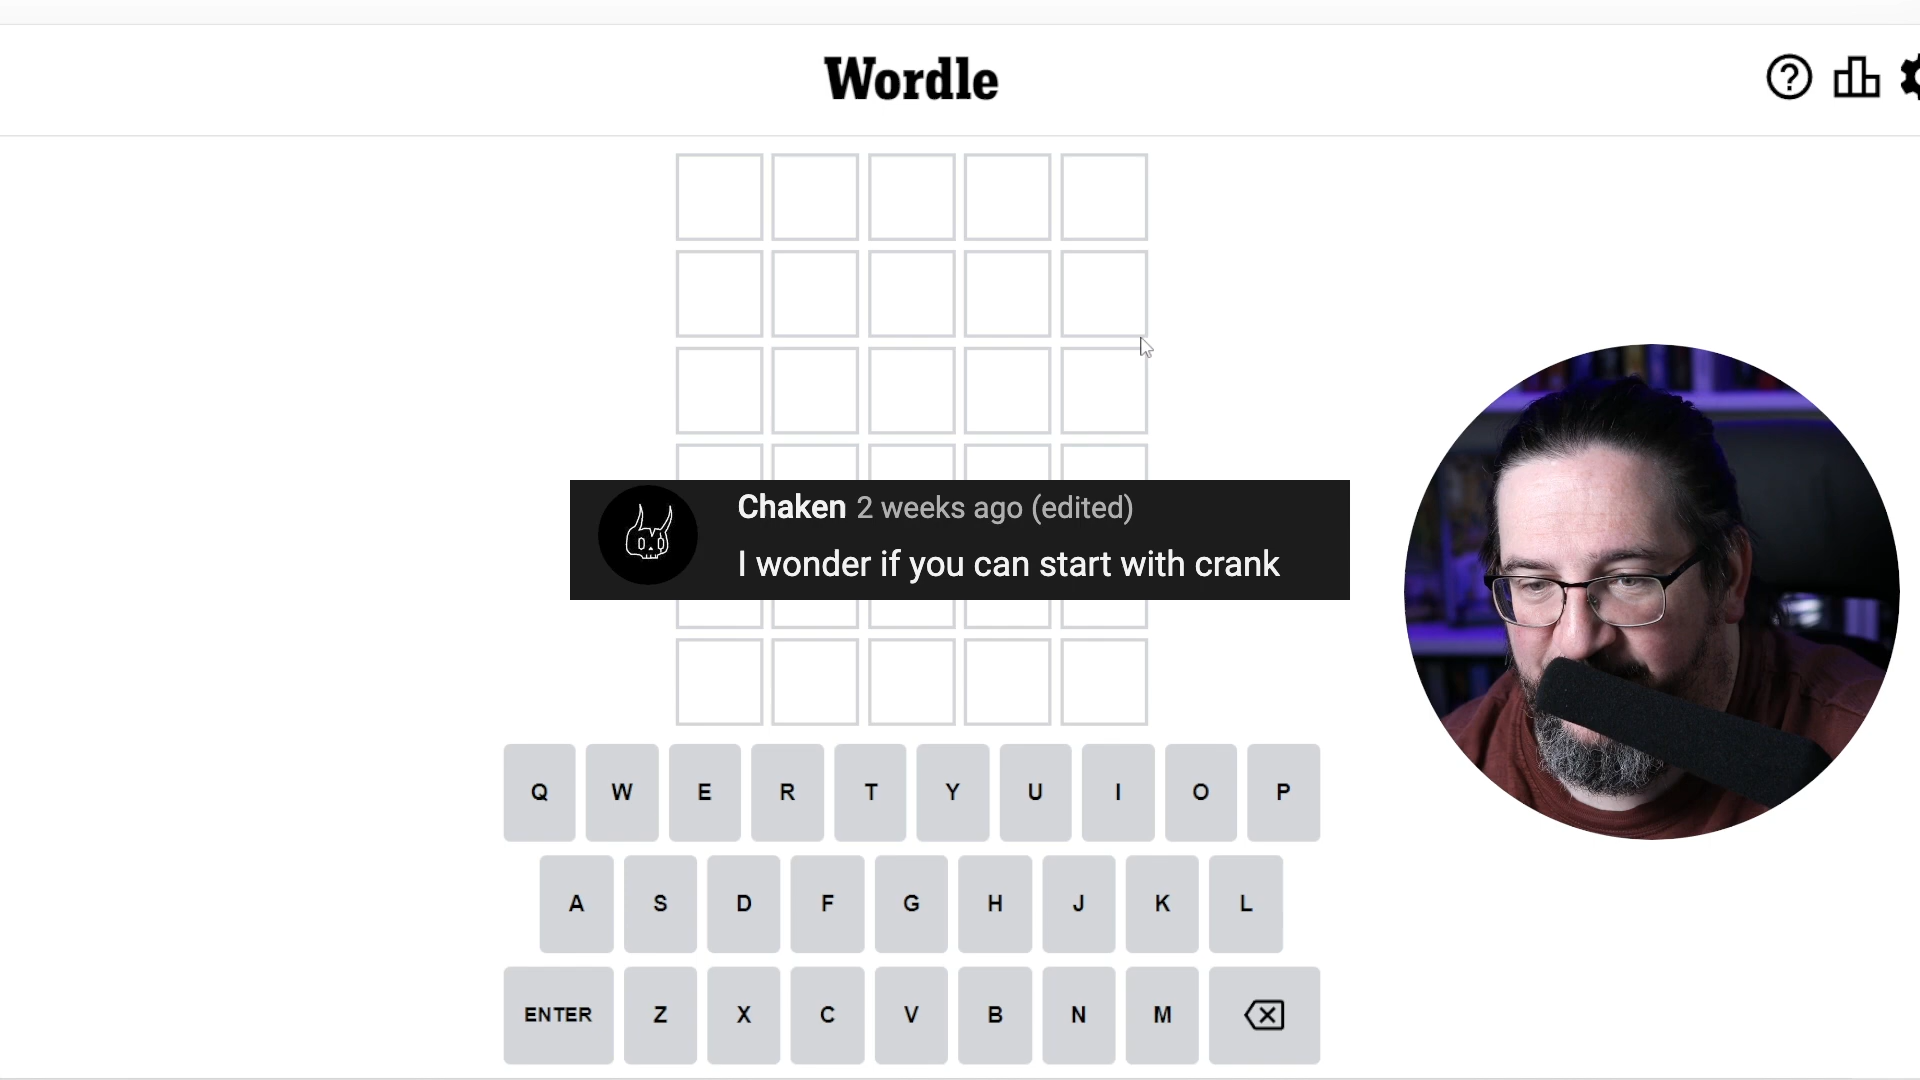 Wordle
Chaken 2 weeks ago (edited)
I wonder if you can start with crank
Q W E R T Y U I O P
A S D F G H J K L
ENTER Z X C V B N M